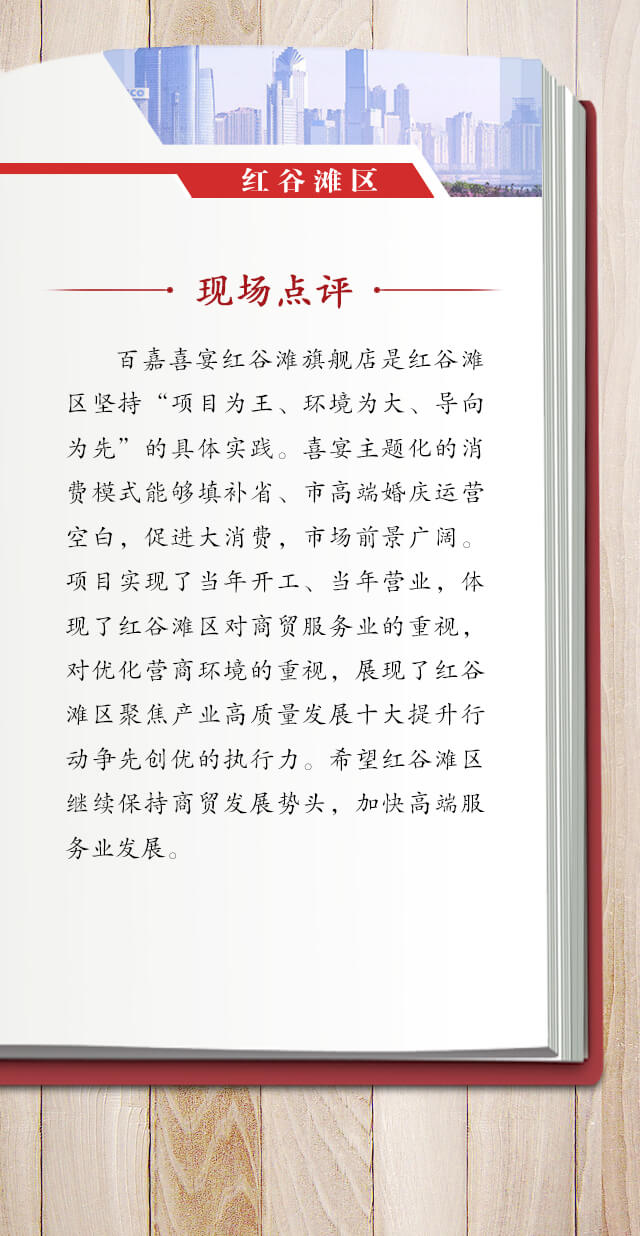 红谷滩区
现场点评
百嘉喜宴红谷滩旗舰店是红谷滩
区坚持“项目为王、环境为大、导向
为先”的具体实践。喜宴主题化的消
费模式能够填补省、市高端婚庆运营
空白，促进大消费，市场前景广阔。
项目实现了当年开工、当年营业，体
现了红谷滩区对商贸服务业的重视，
对优化营商环境的重视，展现了红谷
滩区聚焦产业高质量发展十大提升行
动争先创优的执行力。希望红谷滩区
继续保持商贸发展势头，加快高端服
务业发展。